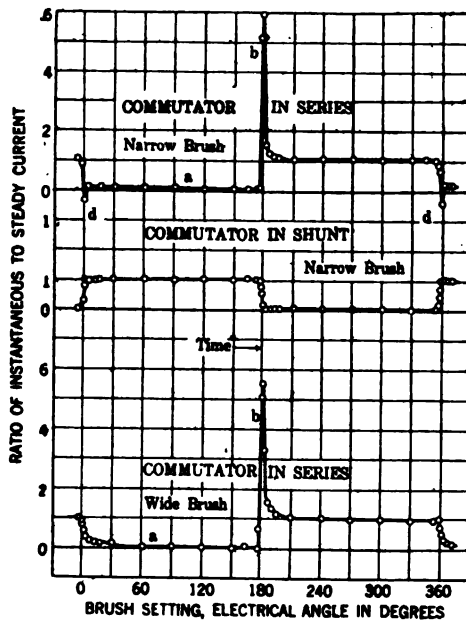 .6
b
4
COMMUTATOR IN SERIES
2
Narrow Brush
1
a
0
d d
1
COMMUTATOR IN SHUNT
Narrow Brush
1
0
Time
6
b
4
COMMUTATOR IN SERIES
2
Wide Brush
a
0
0 60 120 180 240 300 360
BRUSH SETTING, ELECTRICAL ANGLE IN DEGREES
RATIO OF INSTANTANEOUS TO STEADY CURRENT